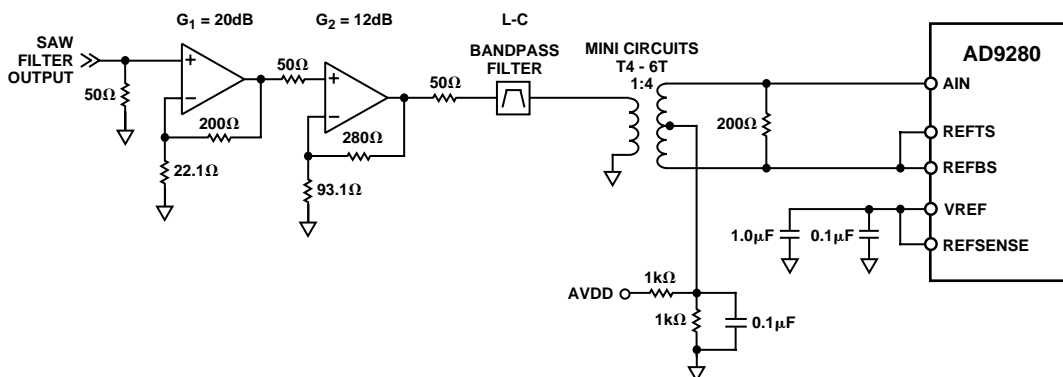 G1 = 20dB
G2 = 12dB
L-C
BANDPASS
FILTER
MINI CIRCUITS
T4 - 6T
1:4
AD9280
SAW
FILTER
OUTPUT
50Ω
+
−
200Ω
22.1Ω
50Ω
+
−
280Ω
93.1Ω
50Ω
200Ω
AIN
REFTS
REFBS
VREF
REFSENSE
1.0µF
0.1µF
AVDD
1kΩ
1kΩ
0.1µF